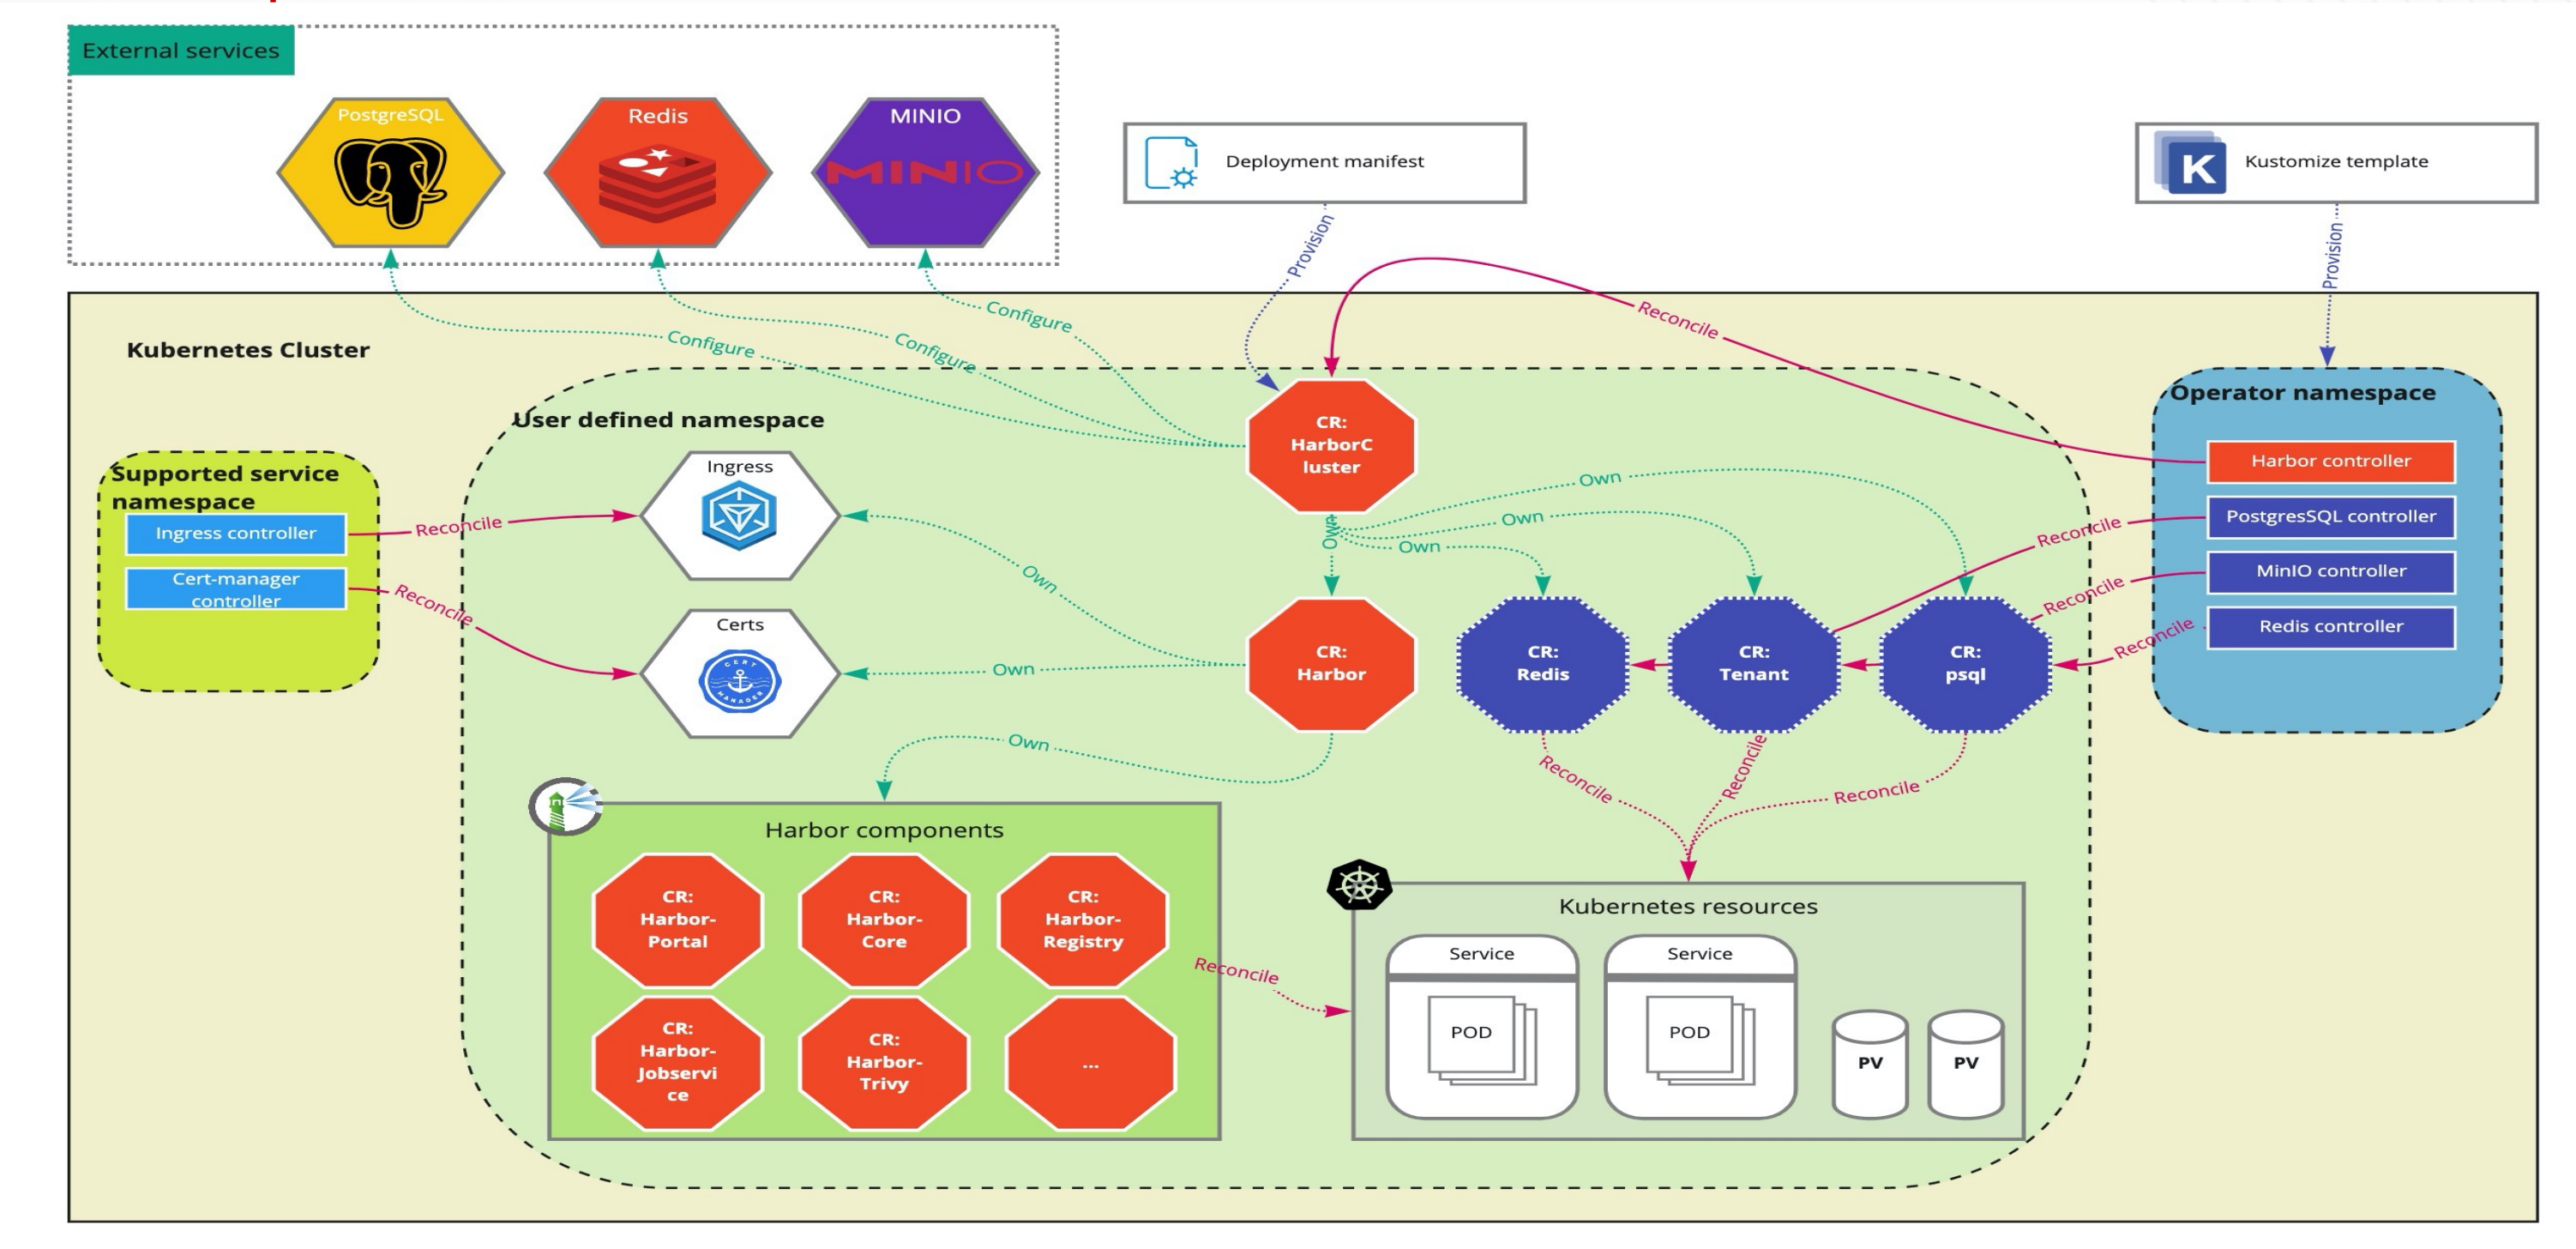 External services
PostgreSQL
Redis
MINIO
MINIO
Deployment manifest
K
Kustomize template
Provision
Provision
Configure
Configure
Configure
Reconcile
Kubernetes Cluster
User defined namespace
CR:
HarborC
luster
Operator namespace
Harbor controller
PostgresSQL controller
MinIO controller
Redis controller
Supported service
namespace
Ingress controller
Cert-manager
controller
Reconcile
Reconcile
Ingress
Certs
CERT
MANAGER
Own
Own
Own
Own
Own
Own
Own
Reconcile
Reconcile
Reconcile
CR:
Harbor
CR:
Redis
CR:
Tenant
CR:
psql
Reconcile
Reconcile
Reconcile
Harbor components
CR:
Harbor-
Portal
CR:
Harbor-
Core
CR:
Harbor-
Registry
CR:
Harbor-
Jobservi
ce
CR:
Harbor-
Trivy
...
Reconcile
Kubernetes resources
Service
POD
Service
POD
PV
PV